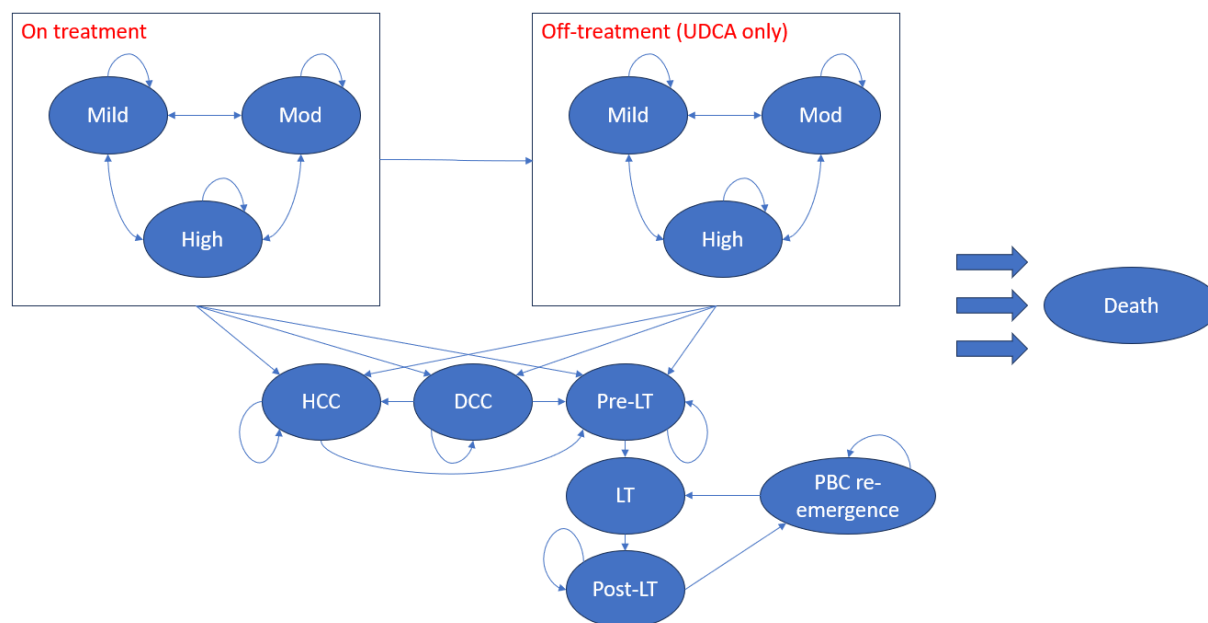 On treatment
Mild
Mod
High
Off-treatment (UDCA only)
Mild
Mod
High
Death
HCC
DCC
Pre-LT
LT
PBC re-
emergence
Post-LT